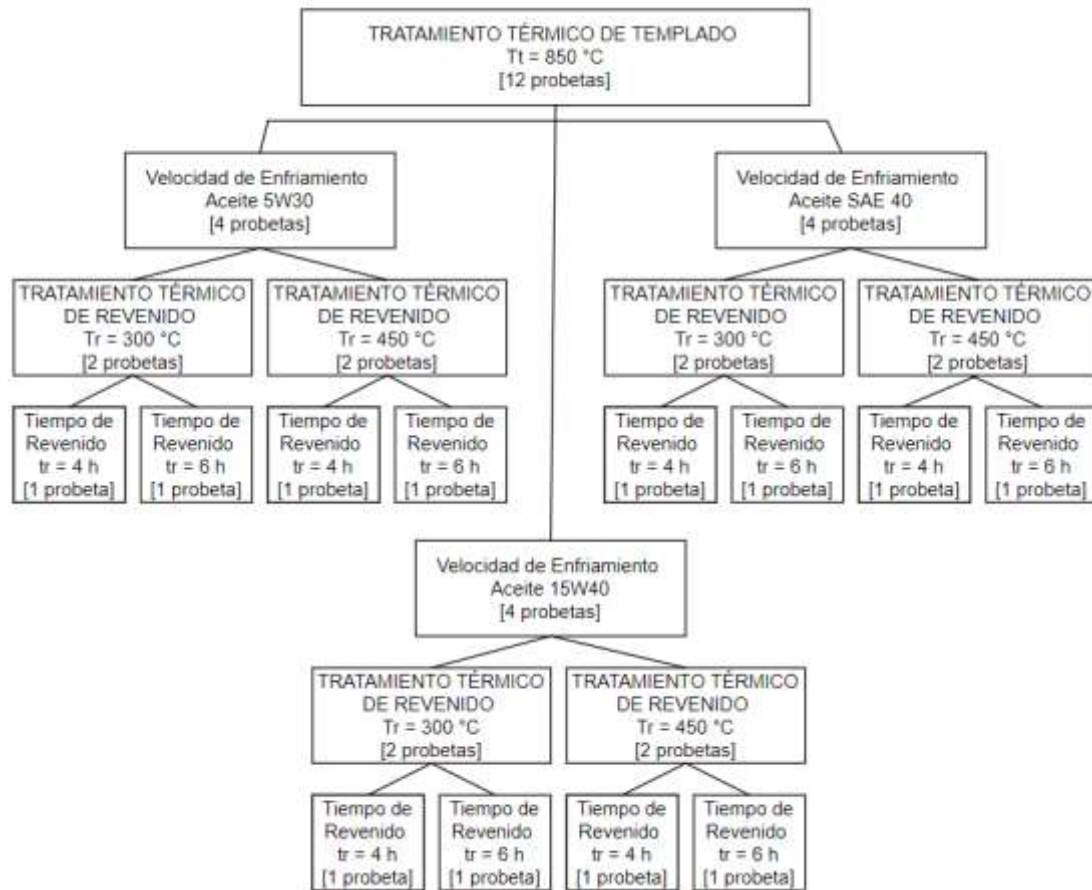 TRATAMIENTO TÉRMICO DE TEMPLADO
Tt = 850 °C
[12 probetas]
Velocidad de Enfriamiento
Aceite 5W30
[4 probetas]
Velocidad de Enfriamiento
Aceite SAE 40
[4 probetas]
TRATAMIENTO TÉRMICO
DE REVENIDO
Tr = 300 °C
[2 probetas]
TRATAMIENTO TÉRMICO
DE REVENIDO
Tr = 450 °C
[2 probetas]
TRATAMIENTO TÉRMICO
DE REVENIDO
Tr = 300 °C
[2 probetas]
TRATAMIENTO TÉRMICO
DE REVENIDO
Tr = 450 °C
[2 probetas]
Tiempo de
Revenido
tr = 4 h
[1 probeta]
Tiempo de
Revenido
tr = 6 h
[1 probeta]
Tiempo de
Revenido
tr = 4 h
[1 probeta]
Tiempo de
Revenido
tr = 6 h
[1 probeta]
Tiempo de
Revenido
tr = 4 h
[1 probeta]
Tiempo de
Revenido
tr = 6 h
[1 probeta]
Tiempo de
Revenido
tr = 4 h
[1 probeta]
Tiempo de
Revenido
tr = 6 h
[1 probeta]
Velocidad de Enfriamiento
Aceite 15W40
[4 probetas]
TRATAMIENTO TÉRMICO
DE REVENIDO
Tr = 300 °C
[2 probetas]
TRATAMIENTO TÉRMICO
DE REVENIDO
Tr = 450 °C
[2 probetas]
Tiempo de
Revenido
tr = 4 h
[1 probeta]
Tiempo de
Revenido
tr = 6 h
[1 probeta]
Tiempo de
Revenido
tr = 4 h
[1 probeta]
Tiempo de
Revenido
tr = 6 h
[1 probeta]